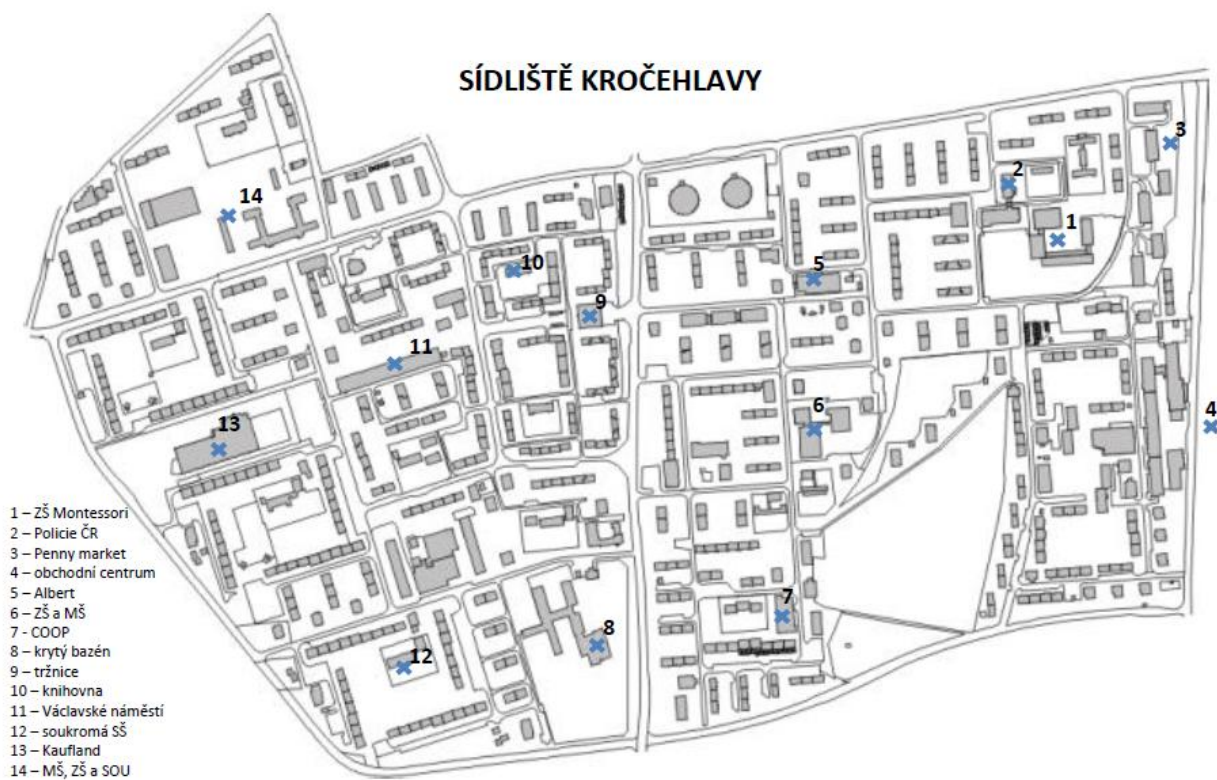 SÍDLIŠTĚ KROČEHLAVY
3
2
14
1
5
10
9
11
6
4
13
7
8
12
1 – ZŠ Montessori
2 – Policie ČR
3 – Penny market
4 – obchodní centrum
5 – Albert
6 – ZŠ a MŠ
7 - COOP
8 – krytý bazén
9 – tržnice
10 – knihovna
11 – Václavské náměstí
12 – soukromá SŠ
13 – Kaufland
14 – MŠ, ZŠ a SOU